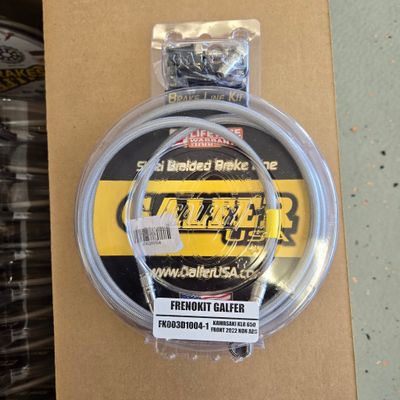 BRAKE LINE KIT
LIFETIME
WARRANTY
Steel Braided Brake Line
GALFER
USA
www.GalferUSA.com
FRENOKIT GALFER
FK003D1004-1
KAWASAKI KLR 650
FRONT 2022 NON ABS